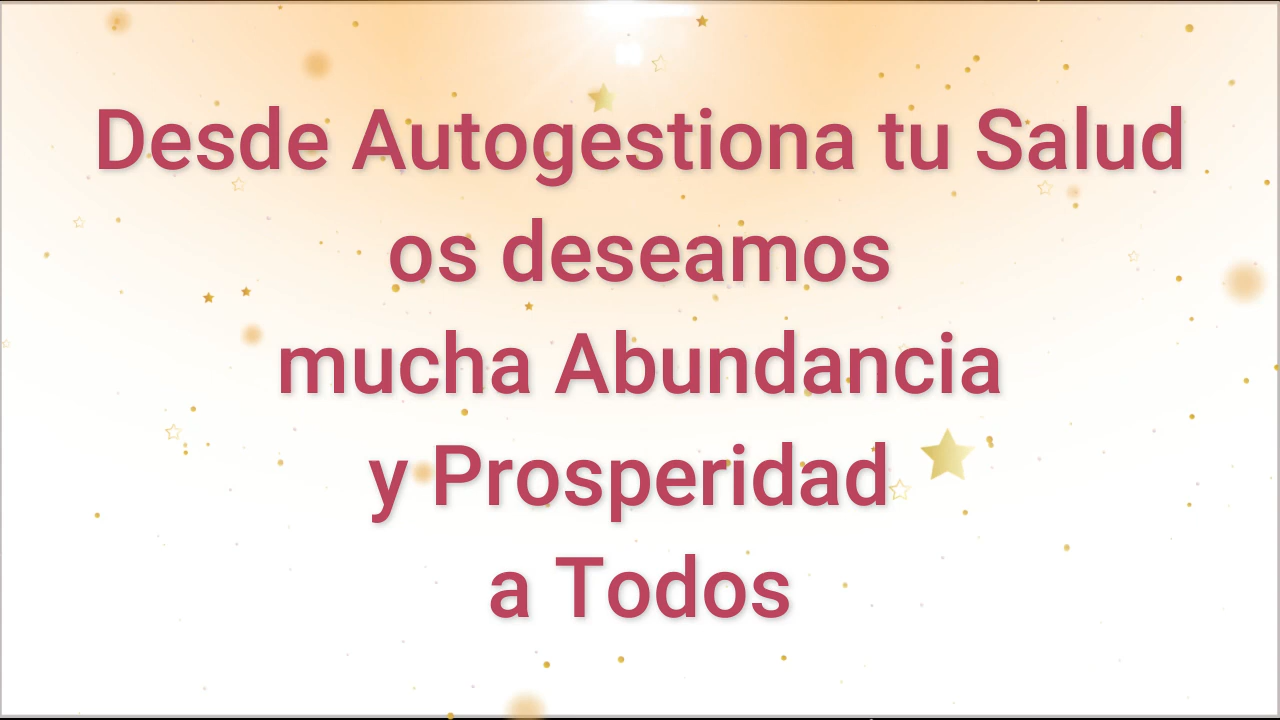 Desde Autogestiona tu Salud
os deseamos
mucha Abundancia
y Prosperidad
a Todos